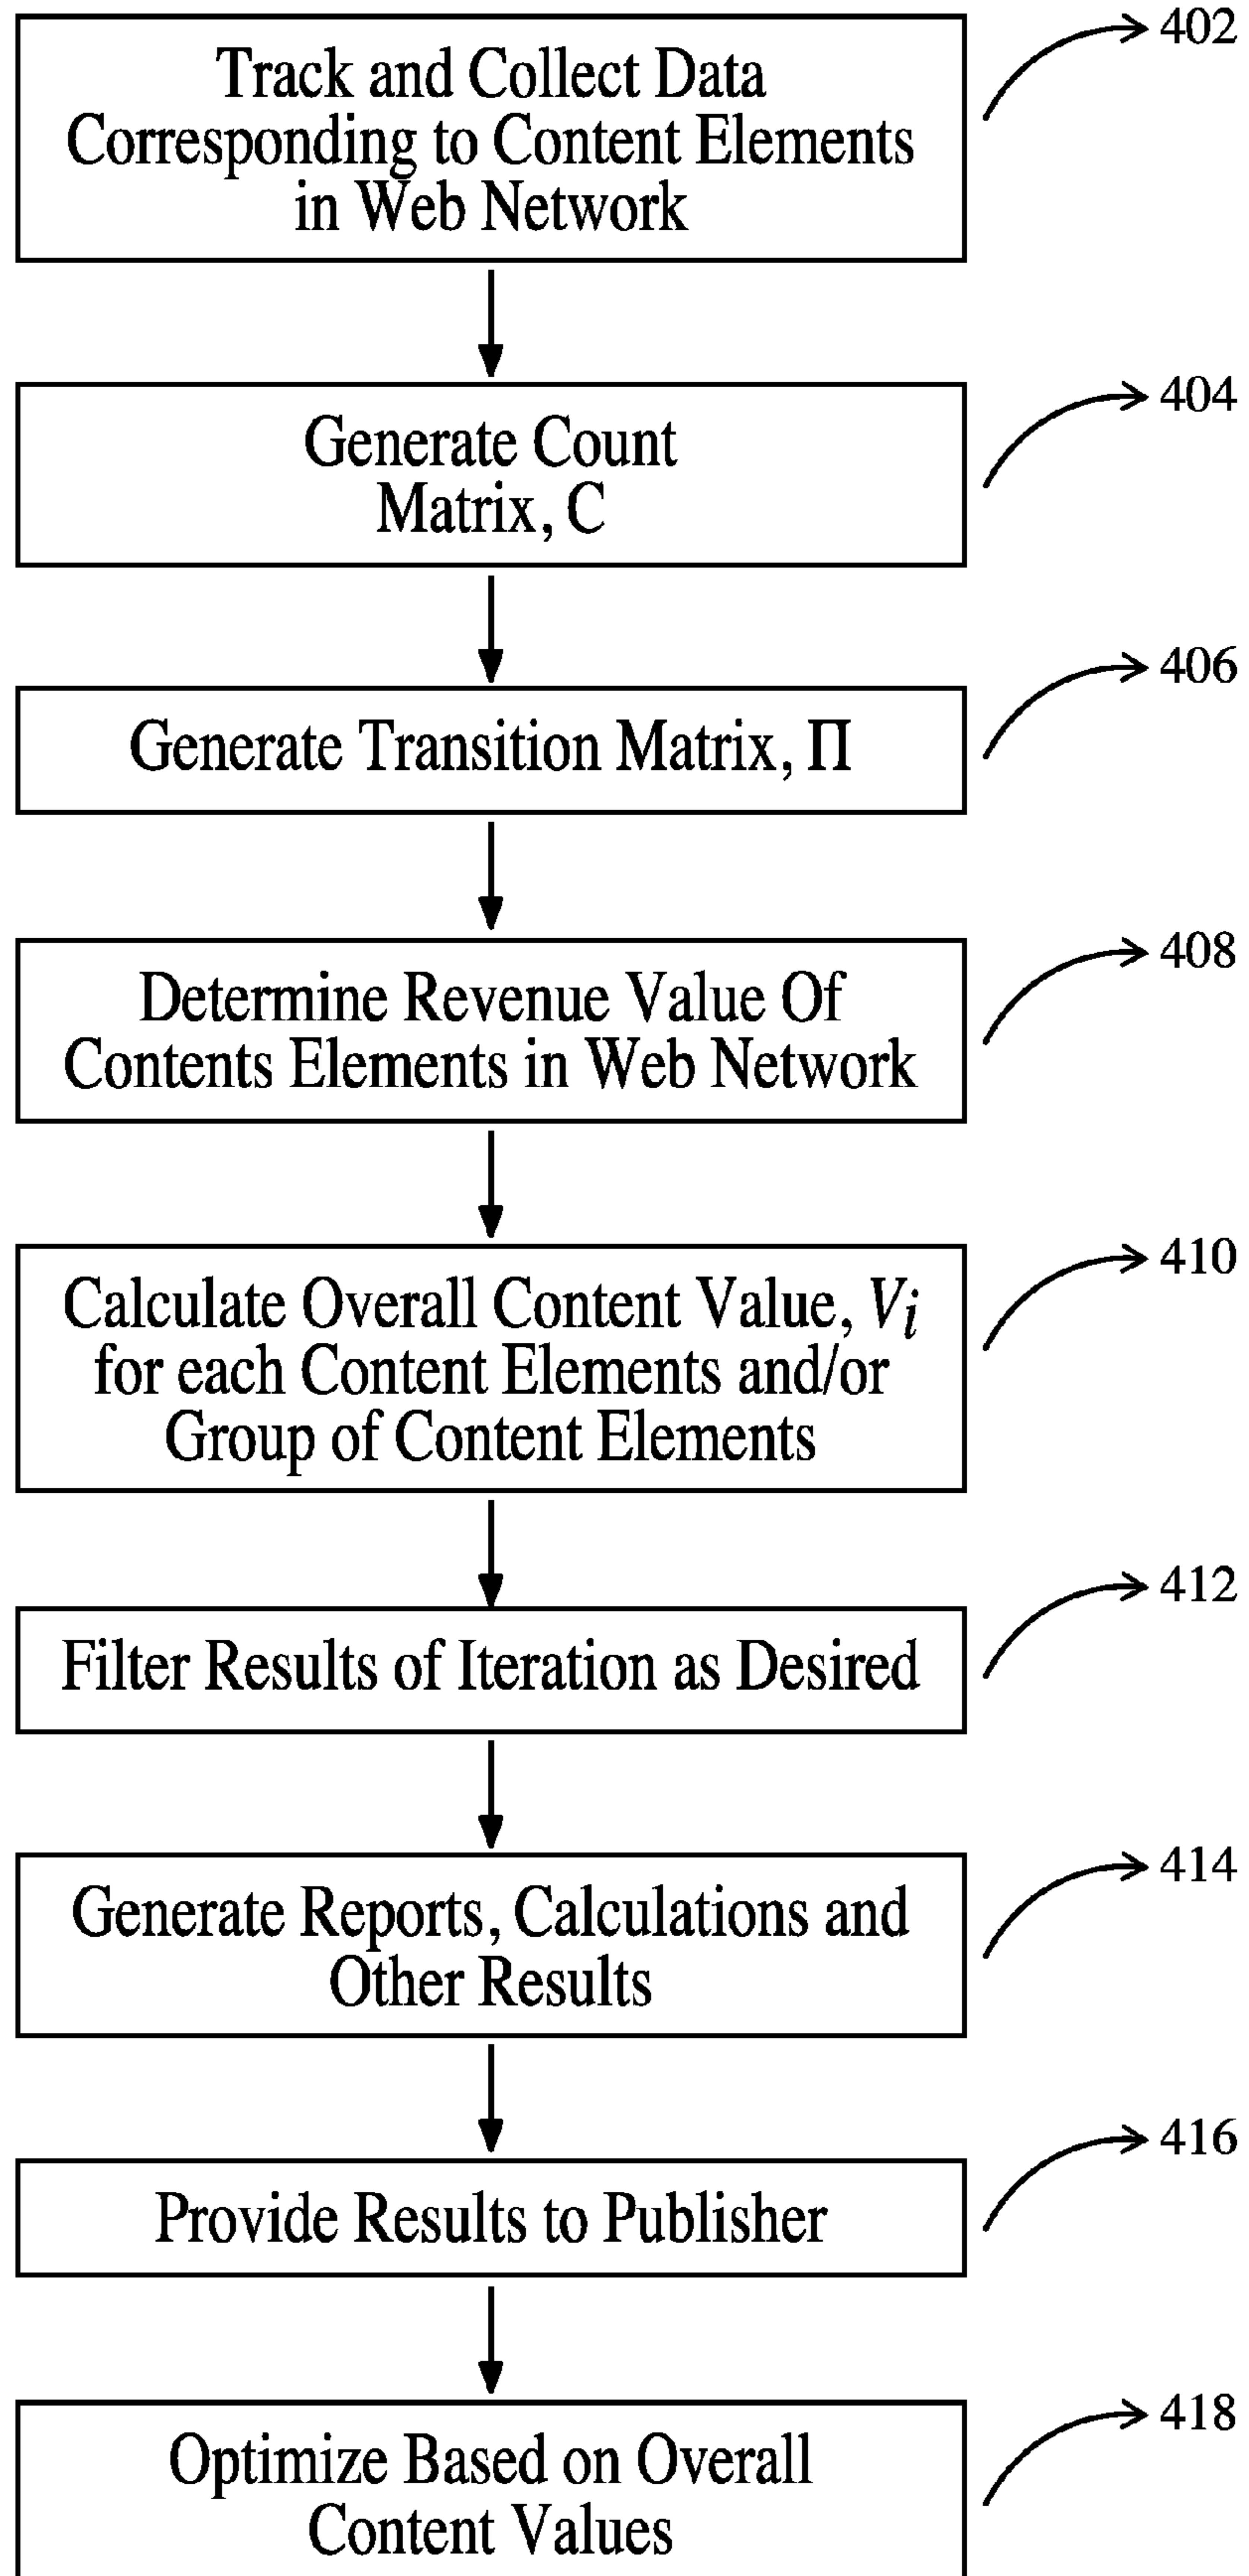 Track and Collect Data
Corresponding to Content Elements
in Web Network
402
Generate Count
Matrix, C
404
Generate Transition Matrix, Π
406
Determine Revenue Value Of
Contents Elements in Web Network
408
Calculate Overall Content Value, Vi
for each Content Elements and/or
Group of Content Elements
410
Filter Results of Iteration as Desired
412
Generate Reports, Calculations and
Other Results
414
Provide Results to Publisher
416
Optimize Based on Overall
Content Values
418